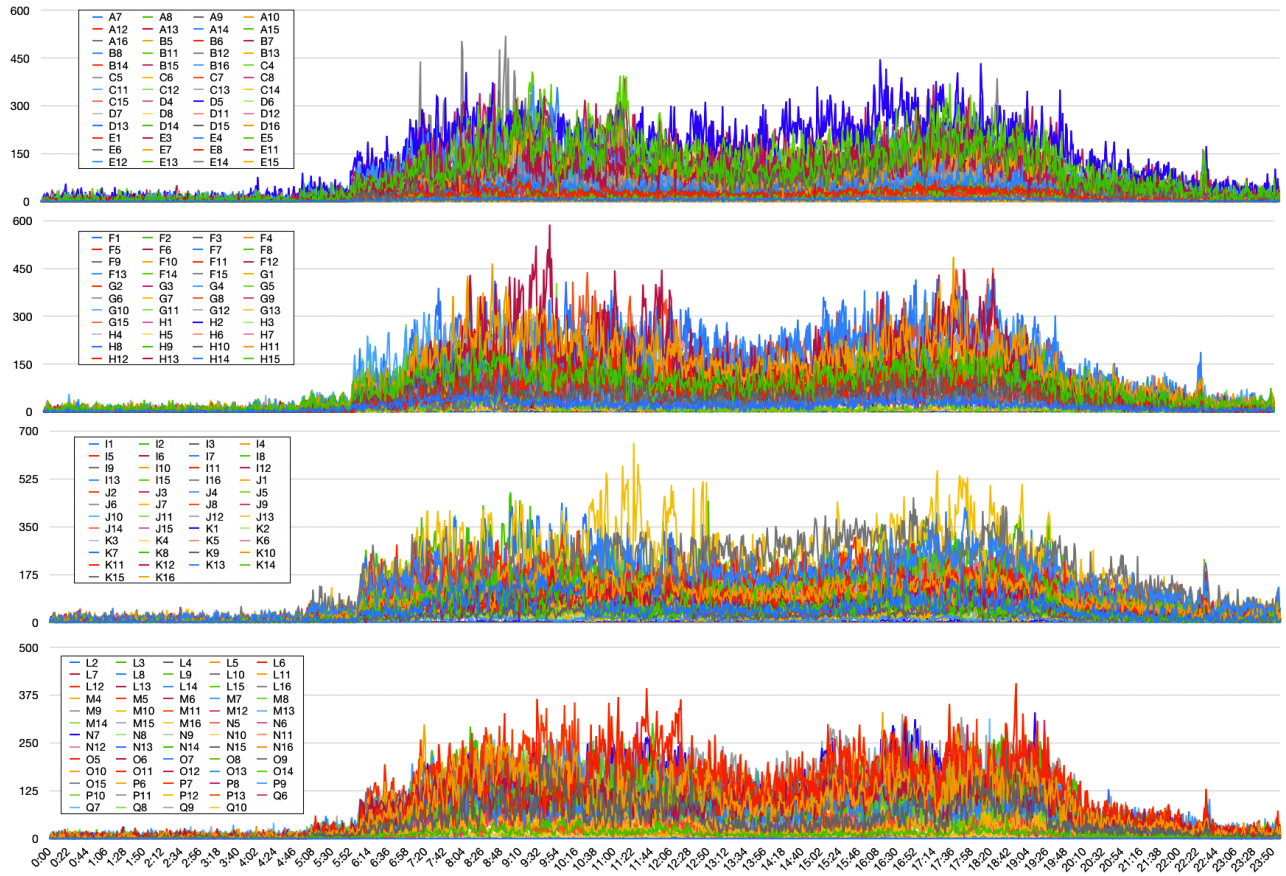 600
450
300
150
0
A7 A8 A9 A10
A12 A13 A14 A15
A16 B5 B6 B7
B8 B11 B12 B13
B14 B15 B16 C4
C5 C6 C7 C8
C11 C12 C13 C14
C15 D4 D5 D6
D7 D8 D11 D12
D13 D14 D15 D16
E1 E3 E4 E5
E6 E7 E8 E11
E12 E13 E14 E15
600
450
300
150
0
F1 F2 F3 F4
F5 F6 F7 F8
F9 F10 F11 F12
F13 F14 F15 G1
G2 G3 G4 G5
G6 G7 G8 G9
G10 G11 G12 G13
G15 H1 H2 H3
H4 H5 H6 H7
H8 H9 H10 H11
H12 H13 H14 H15
700
525
350
175
0
I1 I2 I3 I4
I5 I6 I7 I8
I9 I10 I11 I12
I13 I15 I16 J1
J2 J3 J4 J5
J6 J7 J8 J9
J10 J11 J12 J13
J14 J15 K1 K2
K3 K4 K5 K6
K7 K8 K9 K10
K11 K12 K13 K14
K15 K16
500
375
250
125
0
L2 L3 L4 L5 L6
L7 L8 L9 L10 L11
L12 L13 L14 L15 L16
M4 M5 M6 M7 M8
M9 M10 M11 M12 M13
M14 M15 M16 N5 N6
N7 N8 N9 N10 N11
N12 N13 N14 N15 N16
O5 O6 O7 O8 O9
O10 O11 O12 O13 O14
O15 P6 P7 P8 P9
P10 P11 P12 P13 Q6
Q7 Q8 Q9 Q10
0:00 0:22 0:44 1:06 1:28 1:50 2:12 2:34 2:56 3:18 3:40 4:02 4:24 4:46 5:08 5:30 5:52 6:14 6:36 6:58 7:20 7:42 8:04 8:26 8:48 9:10 9:32 9:54 10:16 10:38 11:00 11:22 11:44 12:06 12:28 12:50 13:12 13:34 13:56 14:18 14:40 15:02 15:24 15:46 16:08 16:30 16:52 17:14 17:36 17:58 18:20 18:42 19:04 19:26 19:48 20:10 20:32 20:54 21:16 21:38 22:00 22:22 22:44 23:06 23:28 23:50